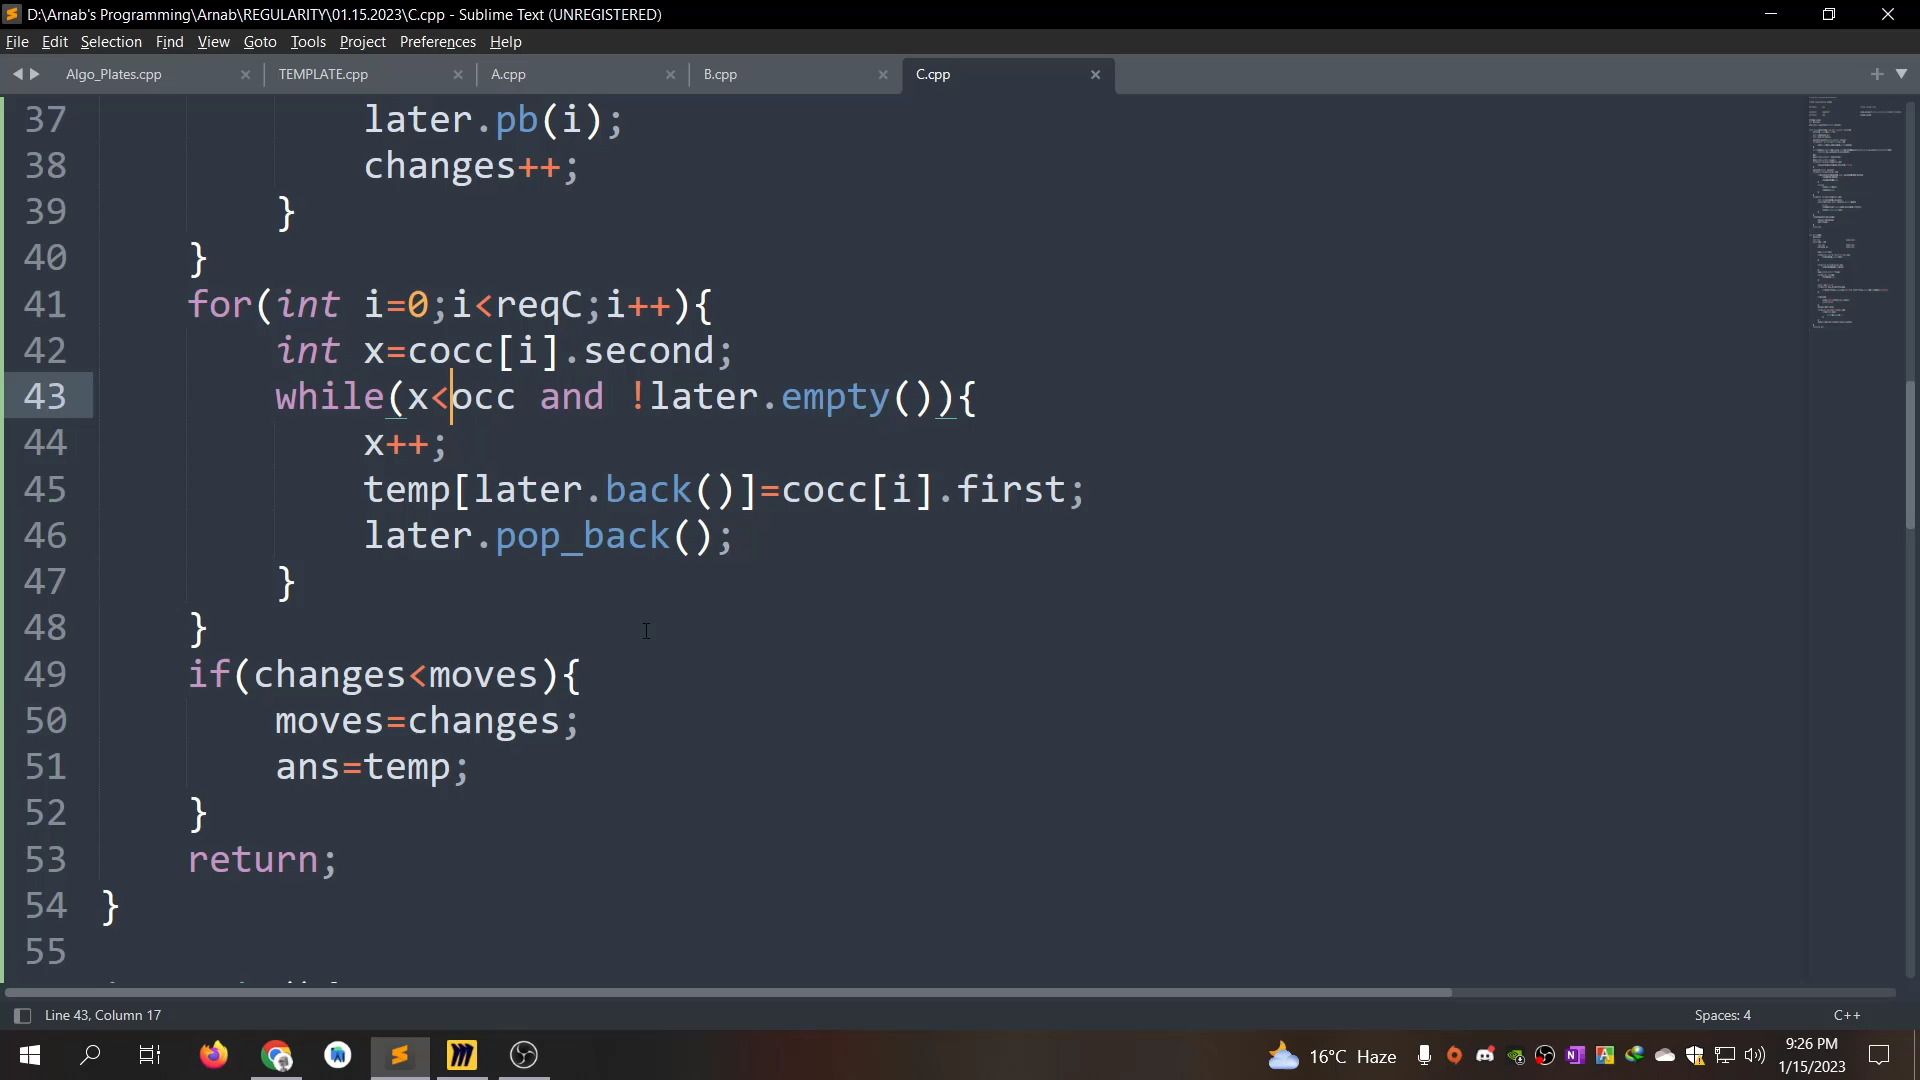 D:\Arnab's Programming\Arnab\REGULARITY\01.15.2023\C.cpp - Sublime Text (UNREGISTERED)
File Edit Selection Find View Goto Tools Project Preferences Help
Algo_Plates.cpp TEMPLATE.cpp A.cpp B.cpp C.cpp
37 later.pb(i);
38 changes++;
39 }
40 }
41 for(int i=0;i<reqC;i++){
42 int x=cocc[i].second;
43 while(x<occ and !later.empty()){
44 x++;
45 temp[later.back()]=cocc[i].first;
46 later.pop_back();
47 }
48 }
49 if(changes<moves){
50 moves=changes;
51 ans=temp;
52 }
53 return;
54 }
55
Line 43, Column 17 Spaces: 4 C++
16°C Haze 9:26 PM
1/15/2023